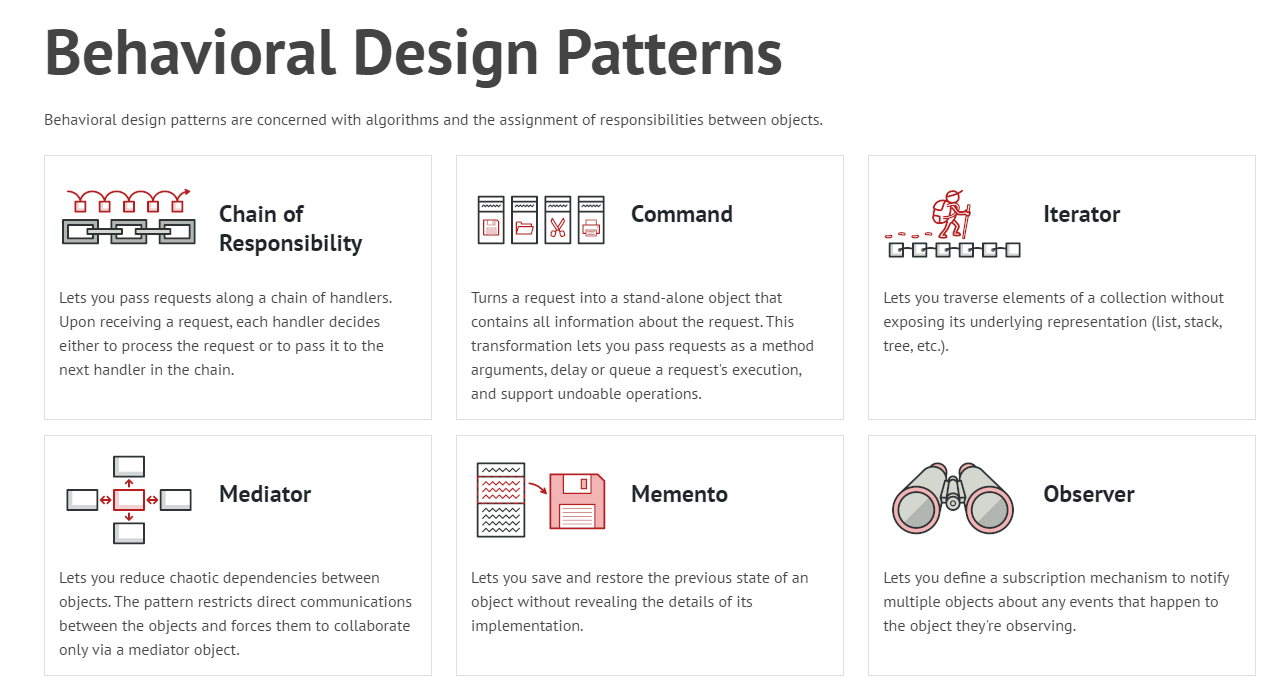 Behavioral Design Patterns
Behavioral design patterns are concerned with algorithms and the assignment of responsibilities between objects.
Chain of
Responsibility
Lets you pass requests along a chain of handlers.
Upon receiving a request, each handler decides
either to process the request or to pass it to the
next handler in the chain.
Command
Turns a request into a stand-alone object that
contains all information about the request. This
transformation lets you pass requests as a method
arguments, delay or queue a request's execution,
and support undoable operations.
Iterator
Lets you traverse elements of a collection without
exposing its underlying representation (list, stack,
tree, etc.).
Mediator
Lets you reduce chaotic dependencies between
objects. The pattern restricts direct communications
between the objects and forces them to collaborate
only via a mediator object.
Memento
Lets you save and restore the previous state of an
object without revealing the details of its
implementation.
Observer
Lets you define a subscription mechanism to notify
multiple objects about any events that happen to
the object they're observing.